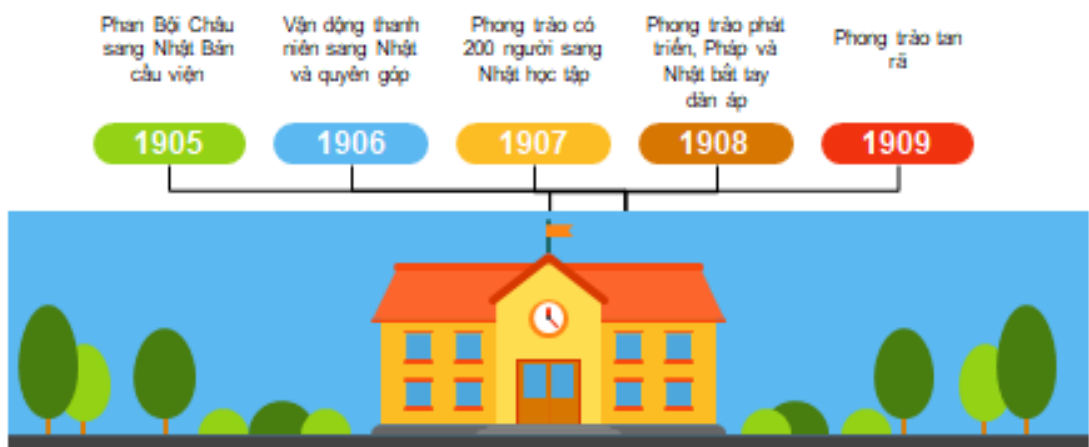 Phan Bội Châu
sang Nhật Bản
cầu viện
Vận động thanh
niên sang Nhật
và quyên góp
Phong trào có
200 người sang
Nhật học tập
Phong trào phát
triển, Pháp và
Nhật bắt tay
đàn áp
Phong trào tan
rã
1905
1906
1907
1908
1909